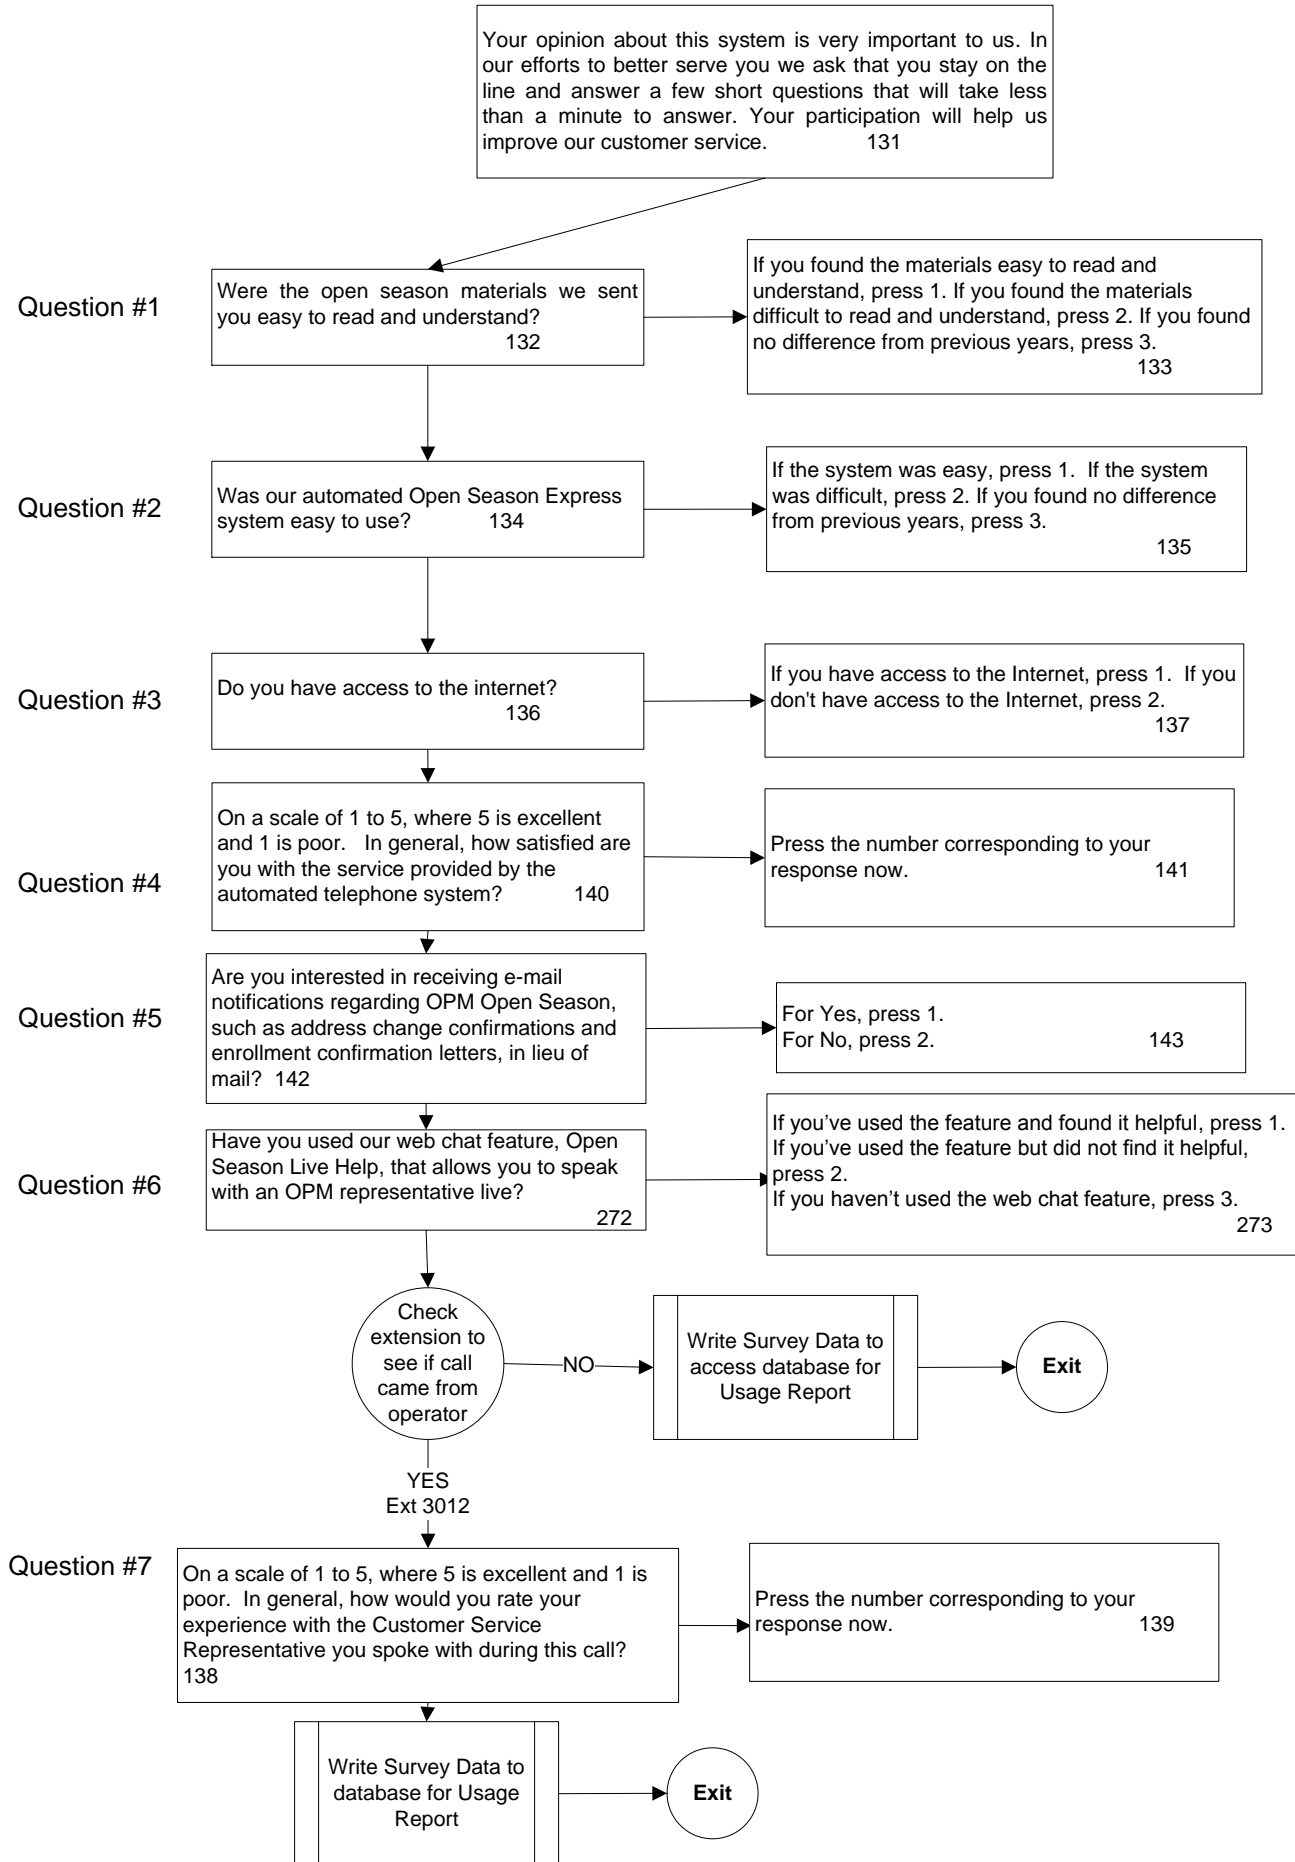 Your opinion about this system is very important to us. In
our efforts to better serve you we ask that you stay on the
line and answer a few short questions that will take less
than a minute to answer. Your participation will help us
improve our customer service. 131
Question #1
Were the open season materials we sent
you easy to read and understand?
132
If you found the materials easy to read and
understand, press 1. If you found the materials
difficult to read and understand, press 2. If you found
no difference from previous years, press 3.
133
Question #2
Was our automated Open Season Express
system easy to use? 134
If the system was easy, press 1. If the system
was difficult, press 2. If you found no difference
from previous years, press 3.
135
Question #3
Do you have access to the internet?
136
If you have access to the Internet, press 1. If you
don't have access to the Internet, press 2.
137
Question #4
On a scale of 1 to 5, where 5 is excellent
and 1 is poor. In general, how satisfied are
you with the service provided by the
automated telephone system? 140
Press the number corresponding to your
response now. 141
Question #5
Are you interested in receiving e-mail
notifications regarding OPM Open Season,
such as address change confirmations and
enrollment confirmation letters, in lieu of
mail? 142
For Yes, press 1.
For No, press 2. 143
Question #6
Have you used our web chat feature, Open
Season Live Help, that allows you to speak
with an OPM representative live?
272
If you’ve used the feature and found it helpful, press 1.
If you’ve used the feature but did not find it helpful,
press 2.
If you haven’t used the web chat feature, press 3.
273
Check
extension to
see if call
came from
operator
NO
Write Survey Data to
access database for
Usage Report
Exit
YES
Ext 3012
Question #7
On a scale of 1 to 5, where 5 is excellent and 1 is
poor. In general, how would you rate your
experience with the Customer Service
Representative you spoke with during this call?
138
Press the number corresponding to your
response now. 139
Write Survey Data to
database for Usage
Report
Exit